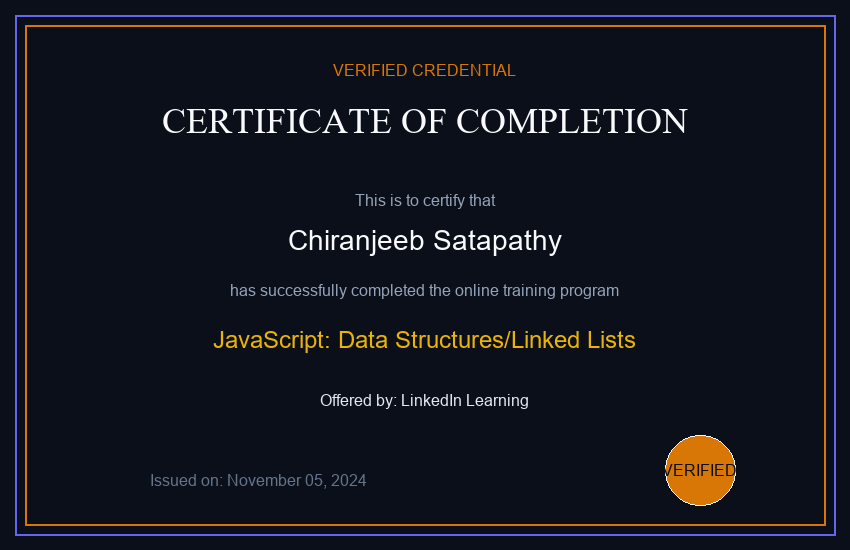 VERIFIED CREDENTIAL
CERTIFICATE OF COMPLETION
This is to certify that
Chiranjeeb Satapathy
has successfully completed the online training program
JavaScript: Data Structures/Linked Lists
Offered by: LinkedIn Learning
VERIFIED
Issued on: November 05, 2024